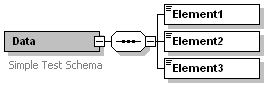 Element1
Data
Element2
Simple Test Schema
Element3